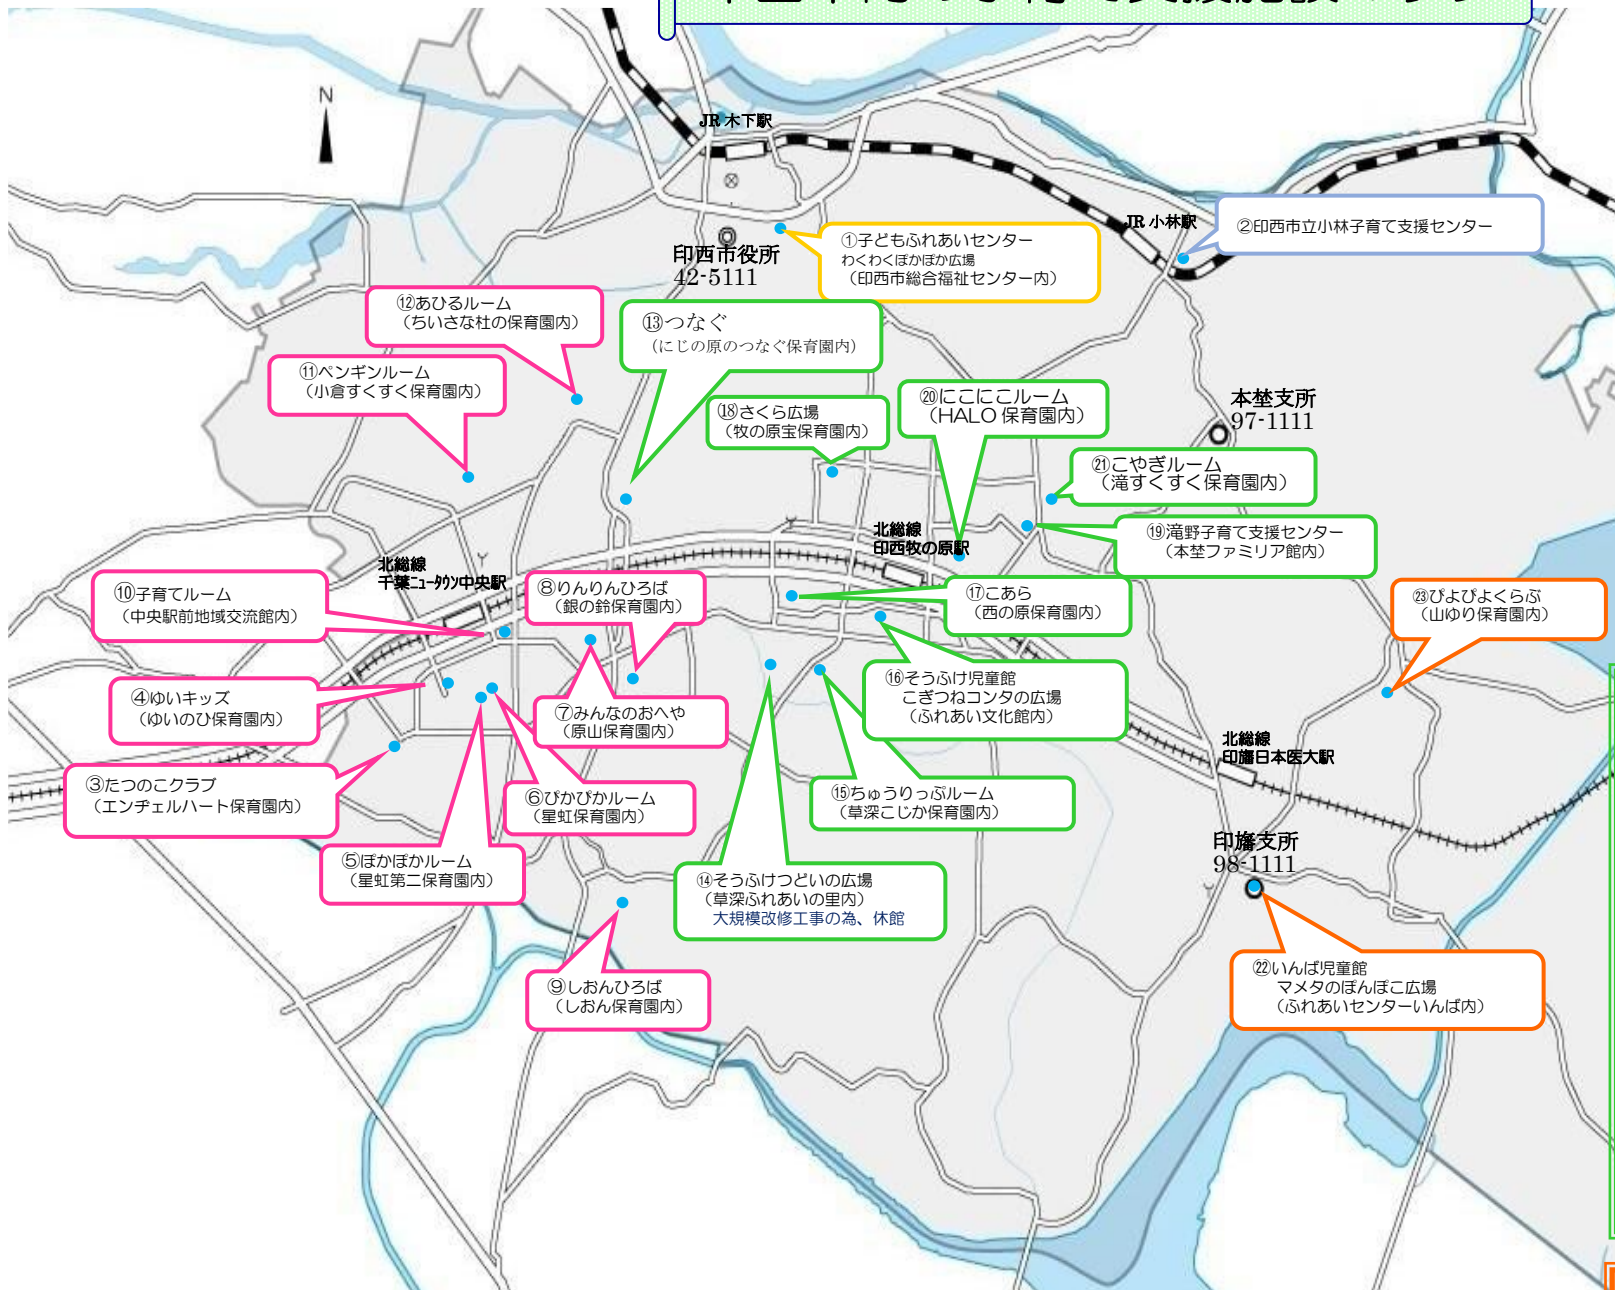 N
JR 木下駅
JR 小林駅
②印西市立小林子育て支援センター
①子どもふれあいセンター
わくわくぽかぽか広場
（印西市総合福祉センター内）
印西市役所
42-5111
⑫あひるルーム
（ちいさな杜の保育園内）
⑬つなぐ
（にじの原のつなぐ保育園内）
⑪ペンギンルーム
（小倉すくすく保育園内）
⑱さくら広場
（牧の原宝保育園内）
⑳にこにこルーム
（HALO 保育園内）
本埜支所
97-1111
㉑こやぎルーム
（滝すくすく保育園内）
⑲滝野子育て支援センター
（本埜ファミリア館内）
北総線
印西牧の原駅
北総線
千葉ニュータウン中央駅
⑩子育てルーム
（中央駅前地域交流館内）
⑧りんりんひろば
（銀の鈴保育園内）
⑰こあら
（西の原保育園内）
㉓ぴよぴよくらぶ
（山ゆり保育園内）
④ゆいキッズ
（ゆいのひ保育園内）
⑦みんなのおへや
（原山保育園内）
⑯そうふけ児童館
こぎつねコンタの広場
（ふれあい文化館内）
北総線
印旛日本医大駅
③たつのこクラブ
（エンヂェルハート保育園内）
⑥ぴかぴかルーム
（星虹保育園内）
⑮ちゅうりっぷルーム
（草深こじか保育園内）
⑤ぽかぽかルーム
（星虹第二保育園内）
⑭そうふけつどいの広場
（草深ふれあいの里内）
大規模改修工事の為、休館
印旛支所
98-1111
⑨しおんひろば
（しおん保育園内）
㉒いんば児童館
マメタのぽんぽこ広場
（ふれあいセンターいんば内）